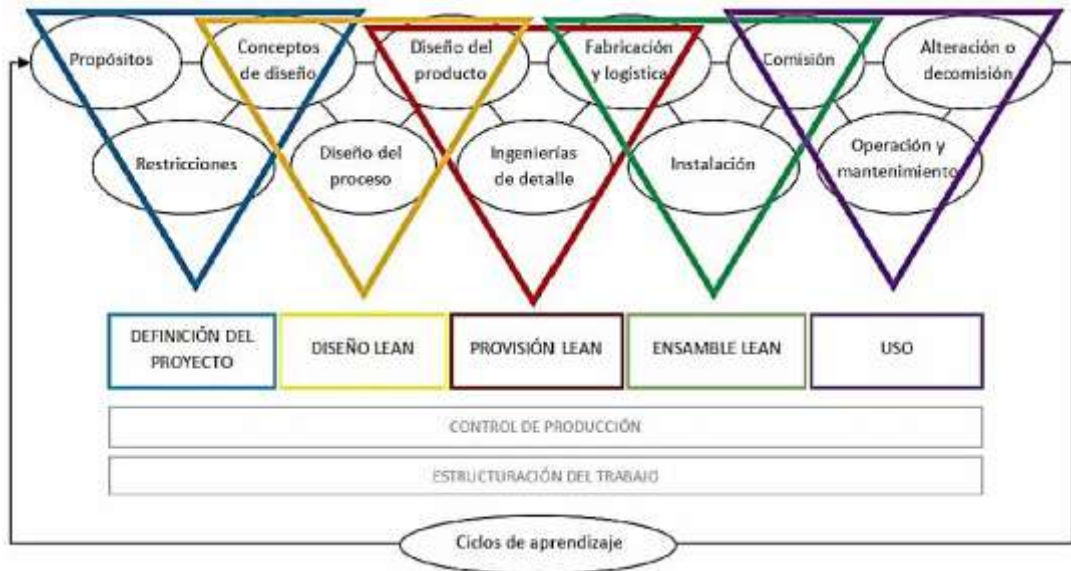 Propósitos
Conceptos
de diseño
Diseño del
producto
Fabricación
y logística
Comisión
Alteración o
decomisión
Restricciones
Diseño del
proceso
Ingenierías
de detalle
Instalación
Operación y
mantenimiento
DEFINICIÓN DEL
PROYECTO
DISEÑO LEAN
PROVISIÓN LEAN
ENSAMBLE LEAN
USO
CONTROL DE PRODUCCIÓN
ESTRUCTURACIÓN DEL TRABAJO
Ciclos de aprendizaje